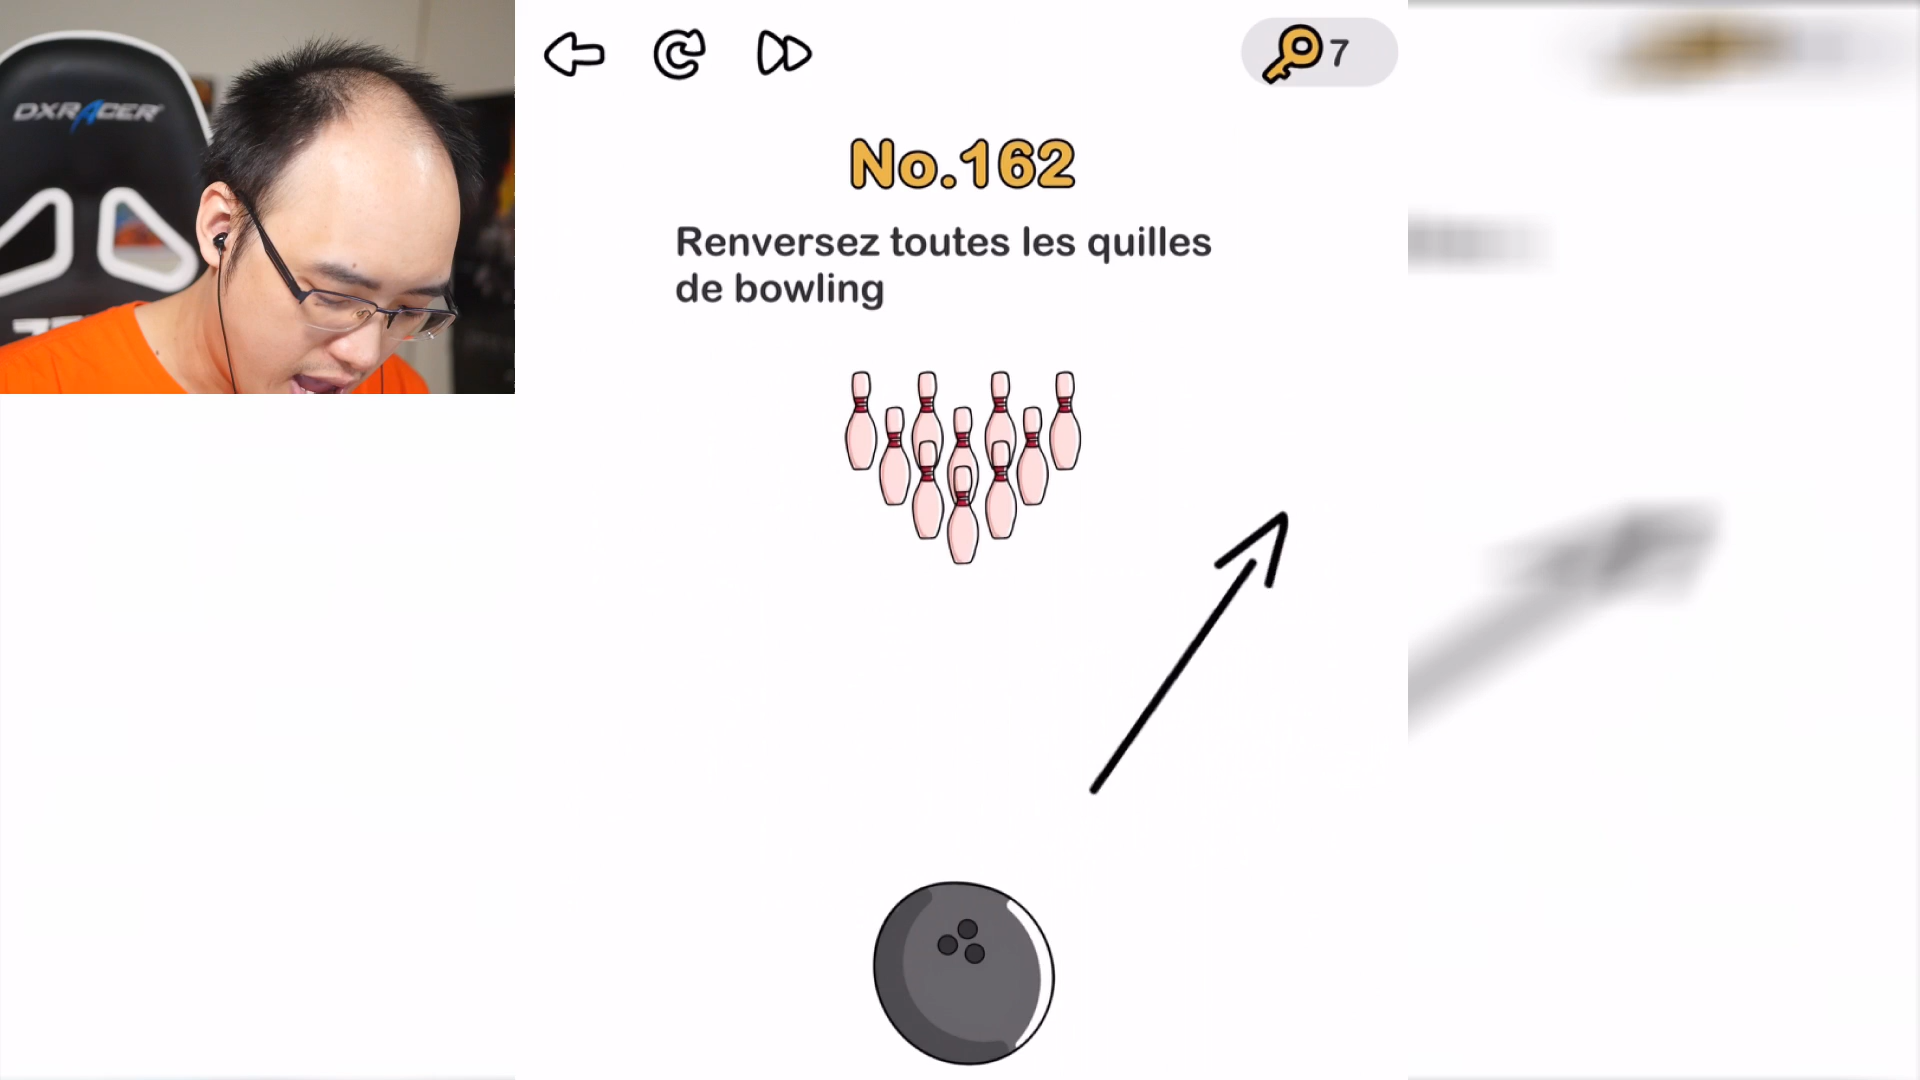 DXRACER
7
No.162
Renversez toutes les quilles
de bowling